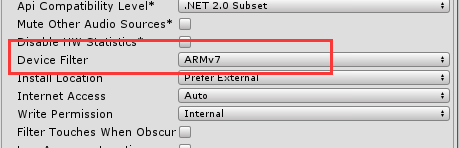 Api Compatibility Level* .NET 2.0 Subset
Mute Other Audio Sources*
Disable HW Statistics*
Device Filter ARMv7
Install Location Prefer External
Internet Access Auto
Write Permission Internal
Filter Touches When Obscur